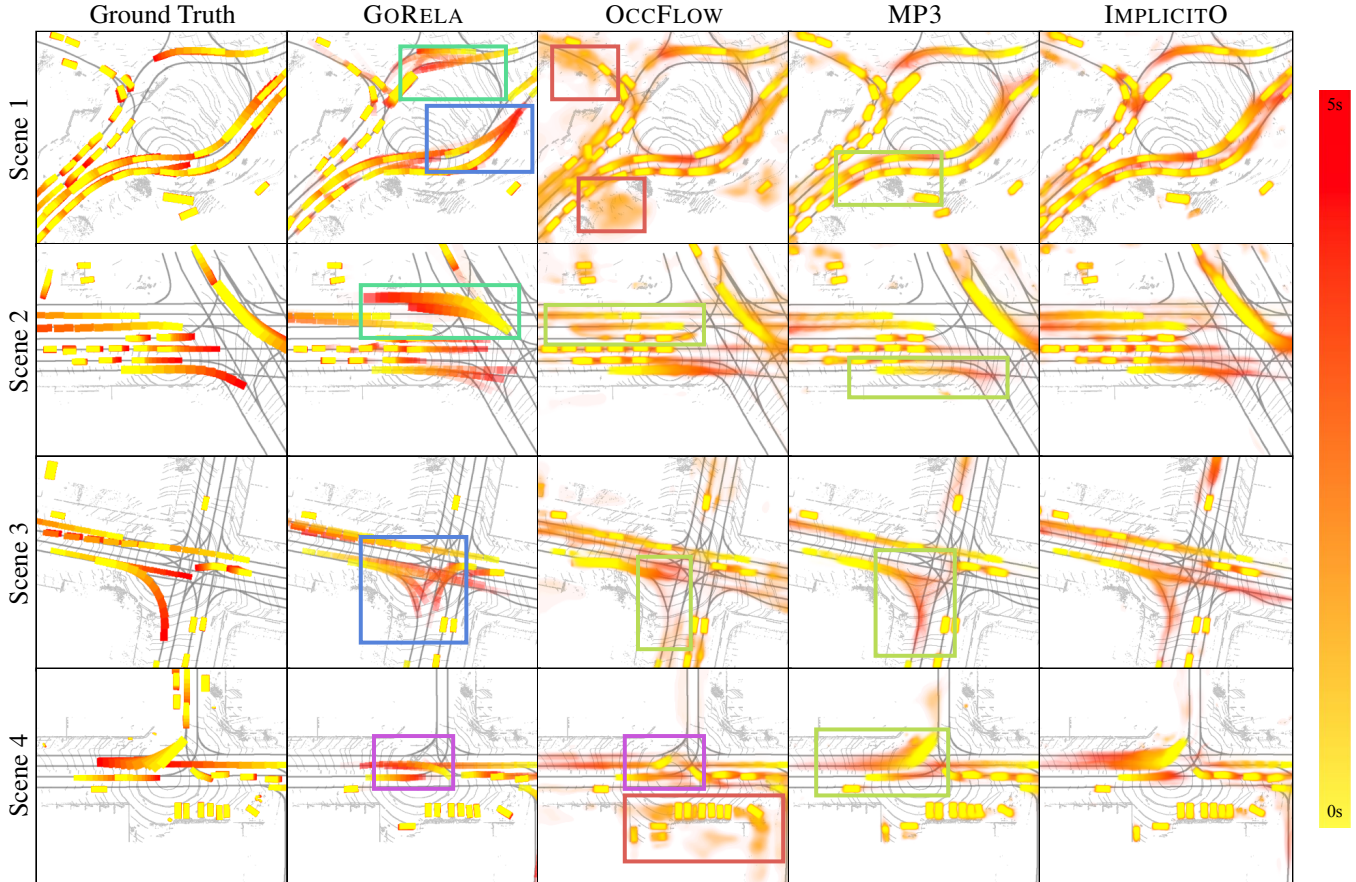 Ground Truth GORELA OCCFLOW MP3 IMPLICITO
Scene 1
5s
Scene 2
Scene 3
Scene 4
0s